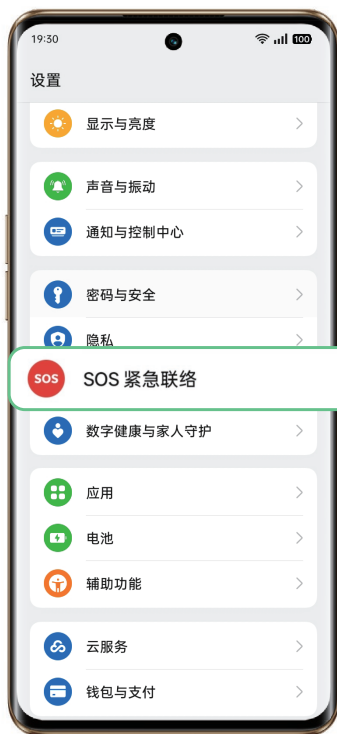 19:30
100
设置
显示与亮度
声音与振动
通知与控制中心
密码与安全
隐私
SOS
SOS 紧急联络
数字健康与家人守护
应用
电池
辅助功能
云服务
钱包与支付